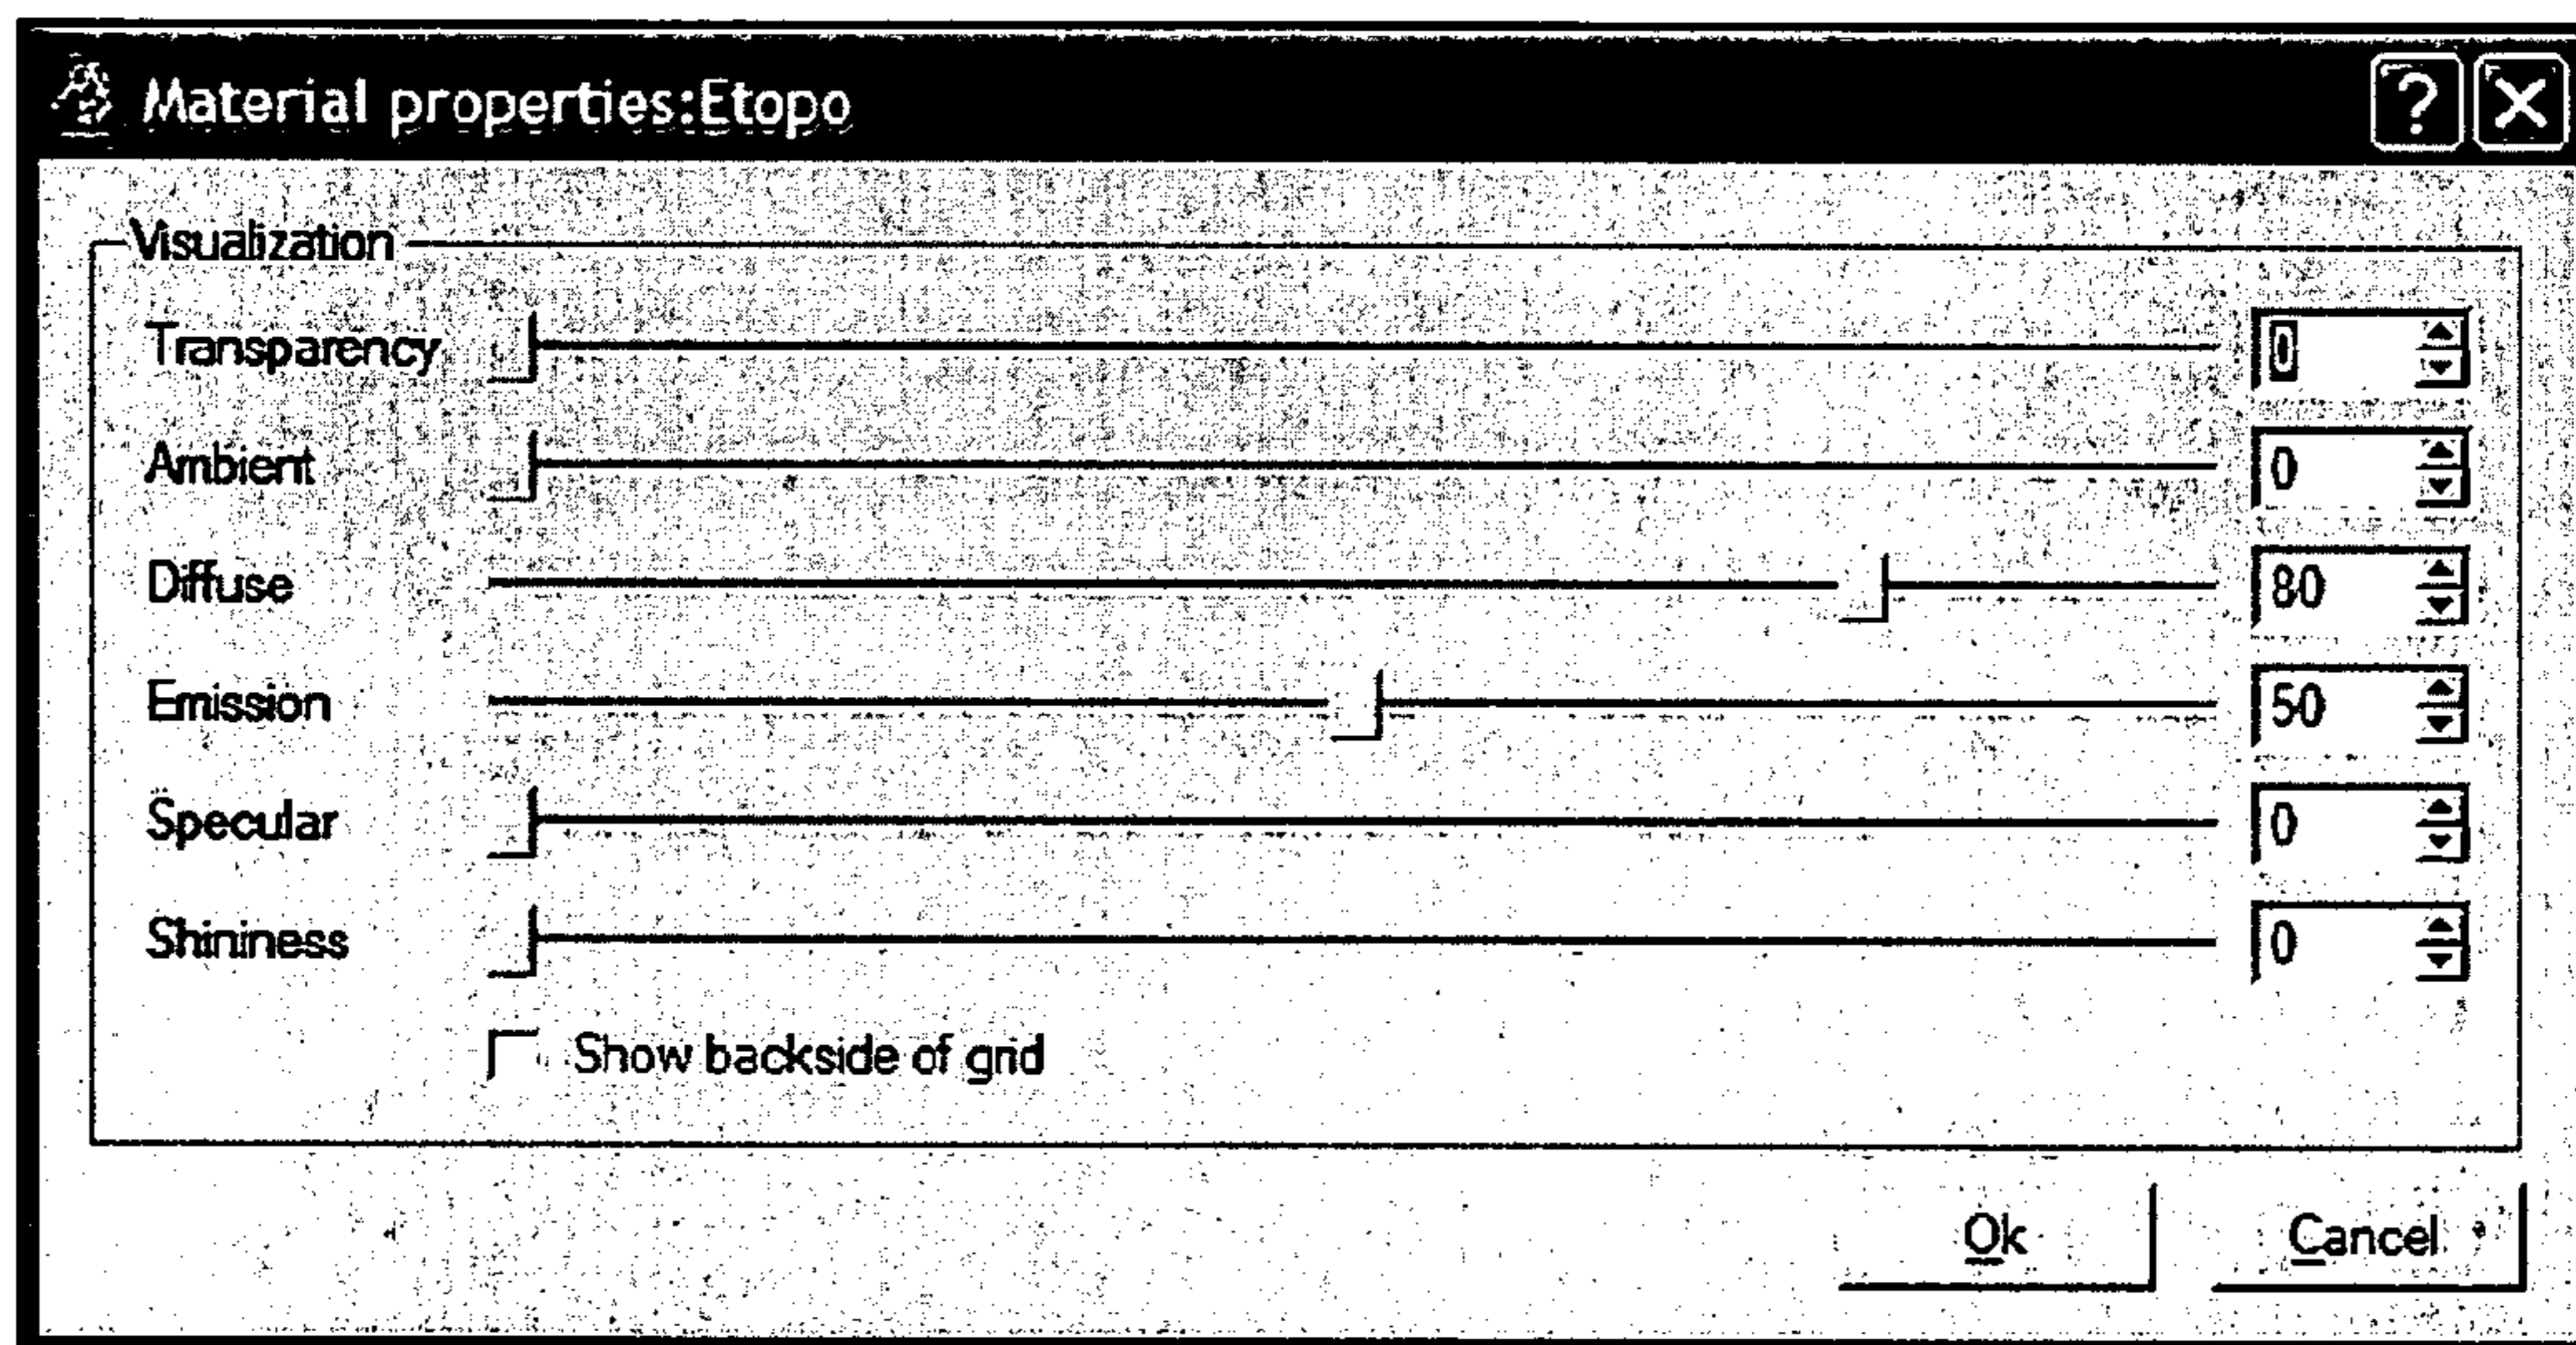 Material properties:Etopo
Visualization
Transparency 0
Ambient 0
Diffuse 80
Emission 50
Specular 0
Shininess 0
Show backside of grid
Ok Cancel